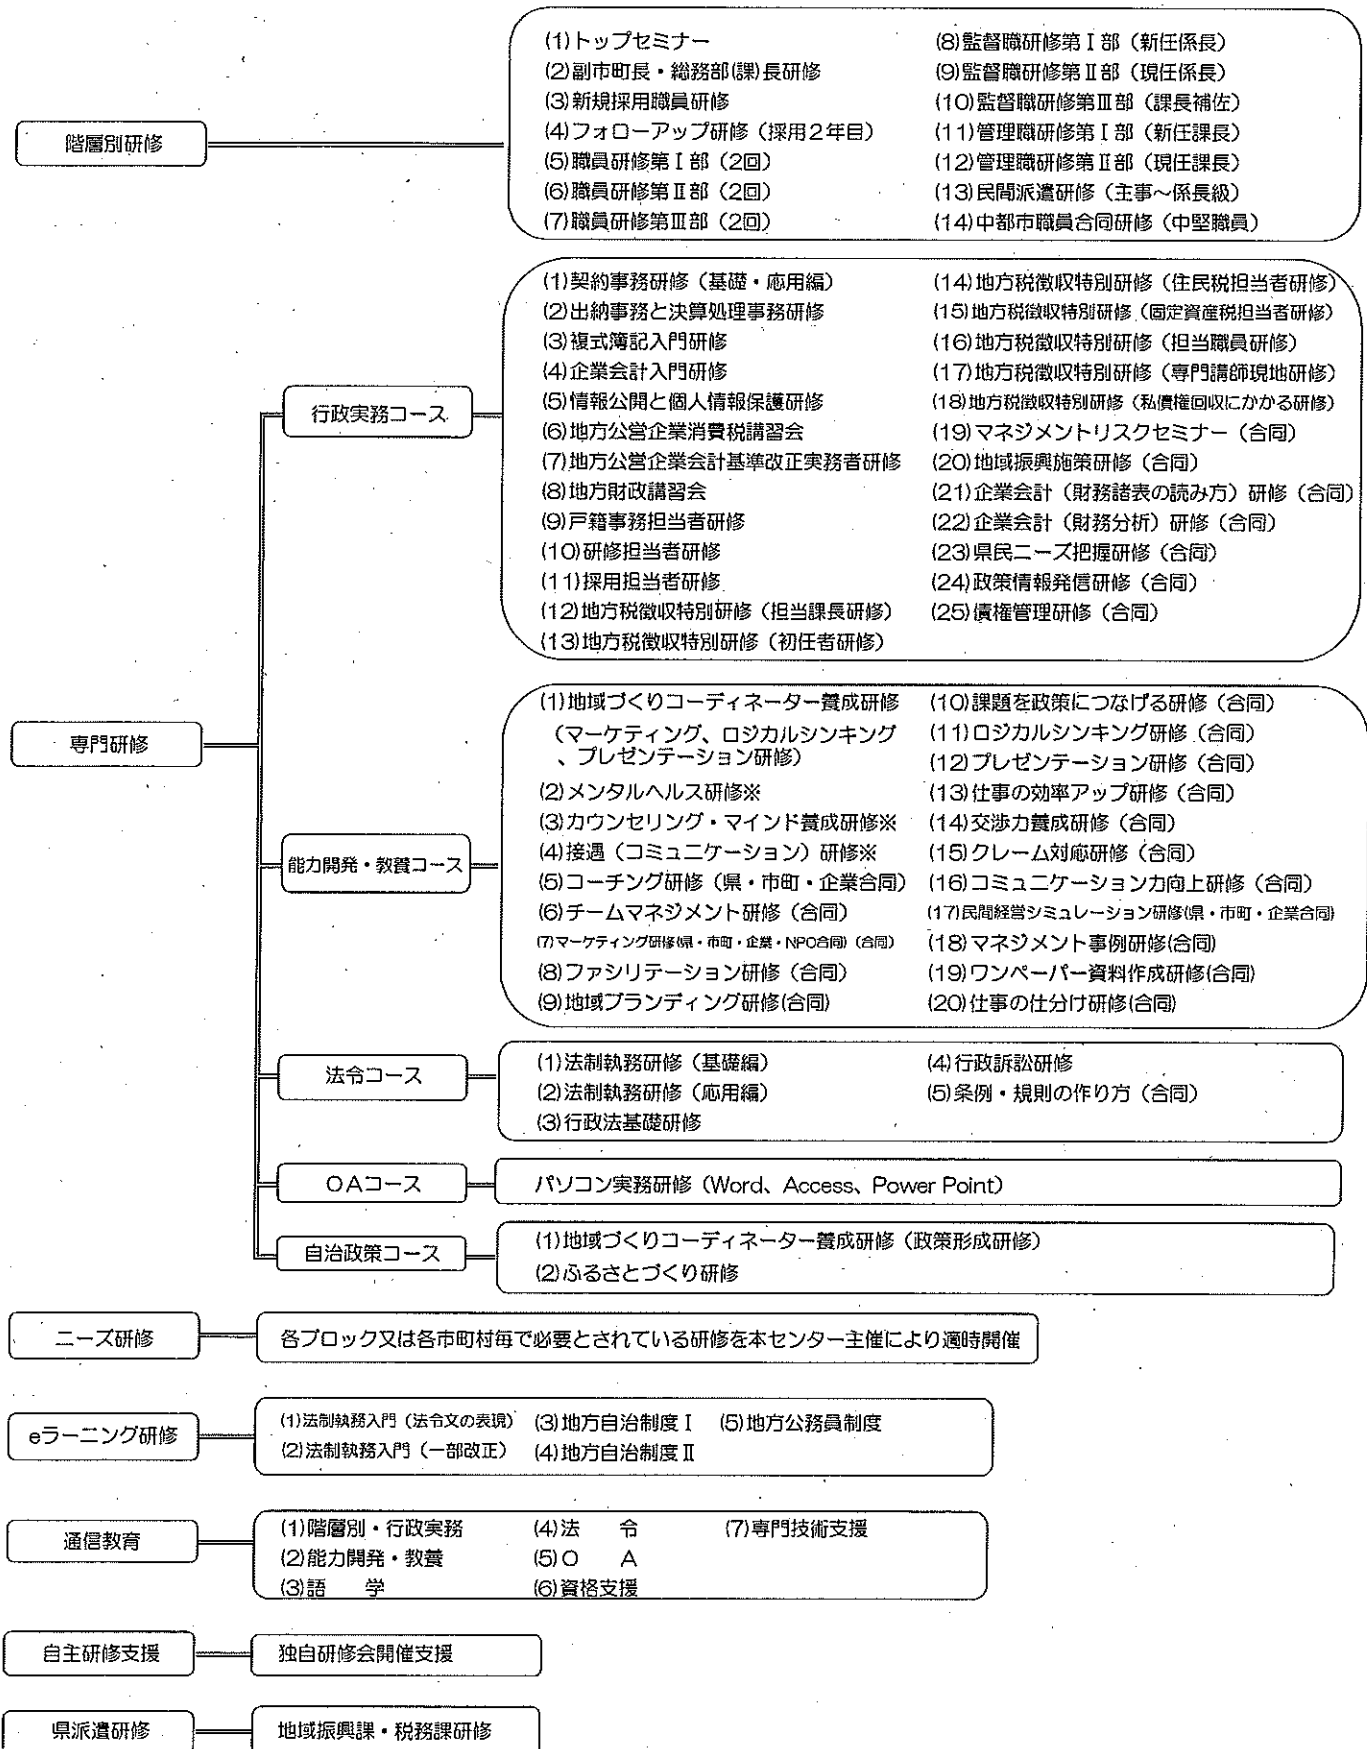 階層別研修
(1)トップセミナー
(2)副市町長・総務部(課)長研修
(3)新規採用職員研修
(4)フォローアップ研修（採用２年目）
(5)職員研修第Ⅰ部（2回）
(6)職員研修第Ⅱ部（2回）
(7)職員研修第Ⅲ部（2回）
(8)監督職研修第Ⅰ部（新任係長）
(9)監督職研修第Ⅱ部（現任係長）
(10)監督職研修第Ⅲ部（課長補佐）
(11)管理職研修第Ⅰ部（新任課長）
(12)管理職研修第Ⅱ部（現任課長）
(13)民間派遣研修（主事～係長級）
(14)中都市職員合同研修（中堅職員）
専門研修
行政実務コース
(1)契約事務研修（基礎・応用編）
(2)出納事務と決算処理事務研修
(3)複式簿記入門研修
(4)企業会計入門研修
(5)情報公開と個人情報保護研修
(6)地方公営企業消費税講習会
(7)地方公営企業会計基準改正実務者研修
(8)地方財政講習会
(9)戸籍事務担当者研修
(10)研修担当者研修
(11)採用担当者研修
(12)地方税徴収特別研修（担当課長研修）
(13)地方税徴収特別研修（初任者研修）
(14)地方税徴収特別研修（住民税担当者研修）
(15)地方税徴収特別研修（固定資産税担当者研修）
(16)地方税徴収特別研修（担当職員研修）
(17)地方税徴収特別研修（専門講師現地研修）
(18)地方税徴収特別研修（私債権回収にかかる研修）
(19)マネジメントリスクセミナー（合同）
(20)地域振興施策研修（合同）
(21)企業会計（財務諸表の読み方）研修（合同）
(22)企業会計（財務分析）研修（合同）
(23)県民ニーズ把握研修（合同）
(24)政策情報発信研修（合同）
(25)債権管理研修（合同）
能力開発・教養コース
(1)地域づくりコーディネーター養成研修
（マーケティング、ロジカルシンキング
、プレゼンテーション研修）
(2)メンタルヘルス研修※
(3)カウンセリング・マインド養成研修※
(4)接遇（コミュニケーション）研修※
(5)コーチング研修（県・市町・企業合同）
(6)チームマネジメント研修（合同）
(7)マーケティング研修(県・市町・企業・NPO合同)（合同）
(8)ファシリテーション研修（合同）
(9)地域ブランディング研修(合同)
(10)課題を政策につなげる研修（合同）
(11)ロジカルシンキング研修（合同）
(12)プレゼンテーション研修（合同）
(13)仕事の効率アップ研修（合同）
(14)交渉力養成研修（合同）
(15)クレーム対応研修（合同）
(16)コミュニケーション力向上研修（合同）
(17)民間経営シミュレーション研修(県・市町・企業合同)
(18)マネジメント事例研修(合同)
(19)ワンペーパー資料作成研修(合同)
(20)仕事の仕分け研修(合同)
法令コース
(1)法制執務研修（基礎編）
(2)法制執務研修（応用編）
(3)行政法基礎研修
(4)行政訴訟研修
(5)条例・規則の作り方（合同）
OAコース
パソコン実務研修（Word、Access、Power Point）
自治政策コース
(1)地域づくりコーディネーター養成研修（政策形成研修）
(2)ふるさとづくり研修
ニーズ研修
各ブロック又は各市町村毎で必要とされている研修を本センター主催により適時開催
eラーニング研修
(1)法制執務入門（法令文の表現）
(2)法制執務入門（一部改正）
(3)地方自治制度Ⅰ
(4)地方自治制度Ⅱ
(5)地方公務員制度
通信教育
(1)階層別・行政実務
(2)能力開発・教養
(3)語　学
(4)法　令
(5)O　A
(6)資格支援
(7)専門技術支援
自主研修支援
独自研修会開催支援
県派遣研修
地域振興課・税務課研修